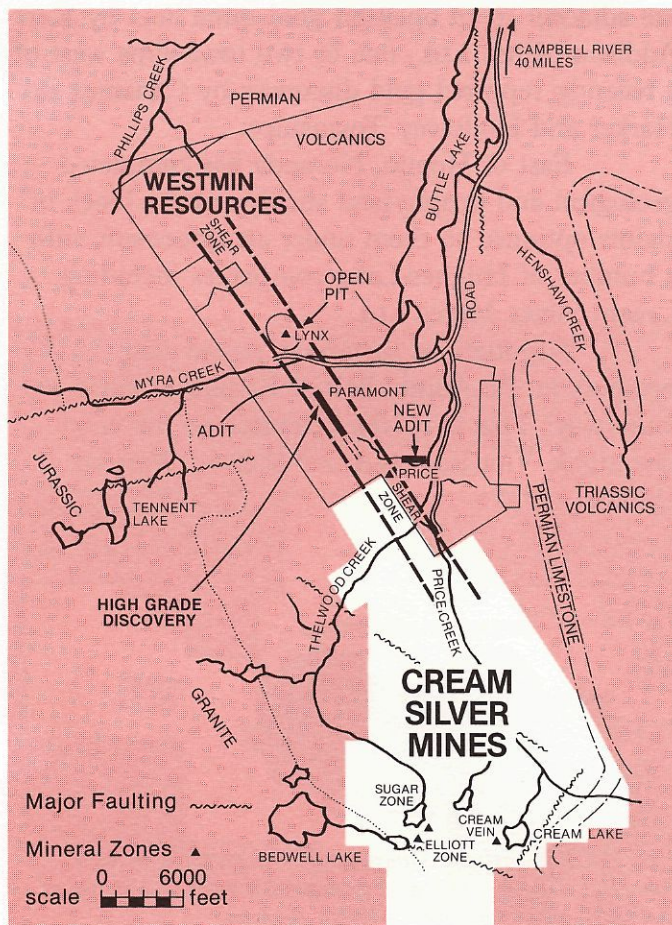 CAMPBELL RIVER
40 MILES
PHILLIPS CREEK
PERMIAN
VOLCANICS
BUTTLE LAKE
WESTMIN
RESOURCES
SHEAR
ZONE
HENSHAW CREEK
OPEN
PIT
ROAD
LYNX
MYRA CREEK
PARAMONT
ADIT
NEW
ADIT
PRICE
JURASSIC
SHEAR
ZONE
TENNENT
LAKE
TRIASSIC
VOLCANICS
PERMIAN LIMESTONE
THELWOOD CREEK
PRICE CREEK
HIGH GRADE
DISCOVERY
CREAM
SILVER
MINES
GRANITE
SUGAR
ZONE
CREAM
VEIN
CREAM LAKE
ELLIOTT
ZONE
BEDWELL LAKE
Major Faulting
Mineral Zones
0 6000
scale feet